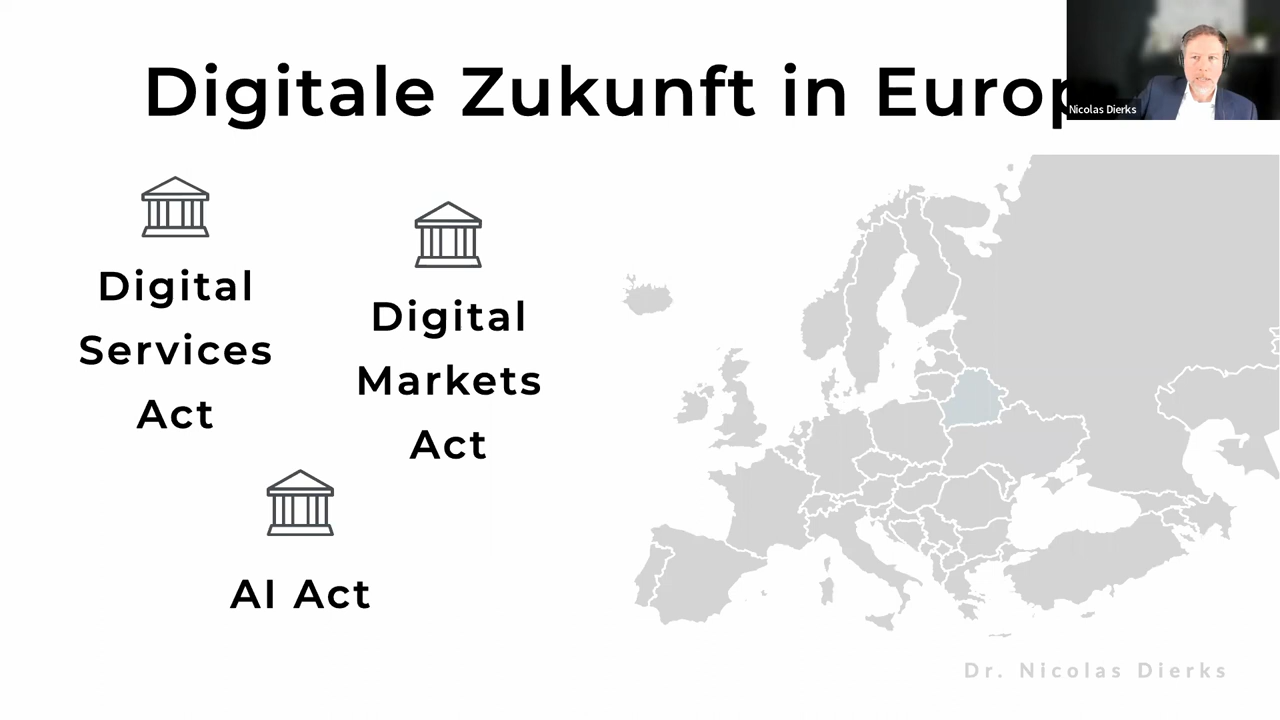 Digitale Zukunft in Europ
Nicolas Dierks
Digital
Services
Act
Digital
Markets
Act
AI Act
Dr. Nicolas Dierks